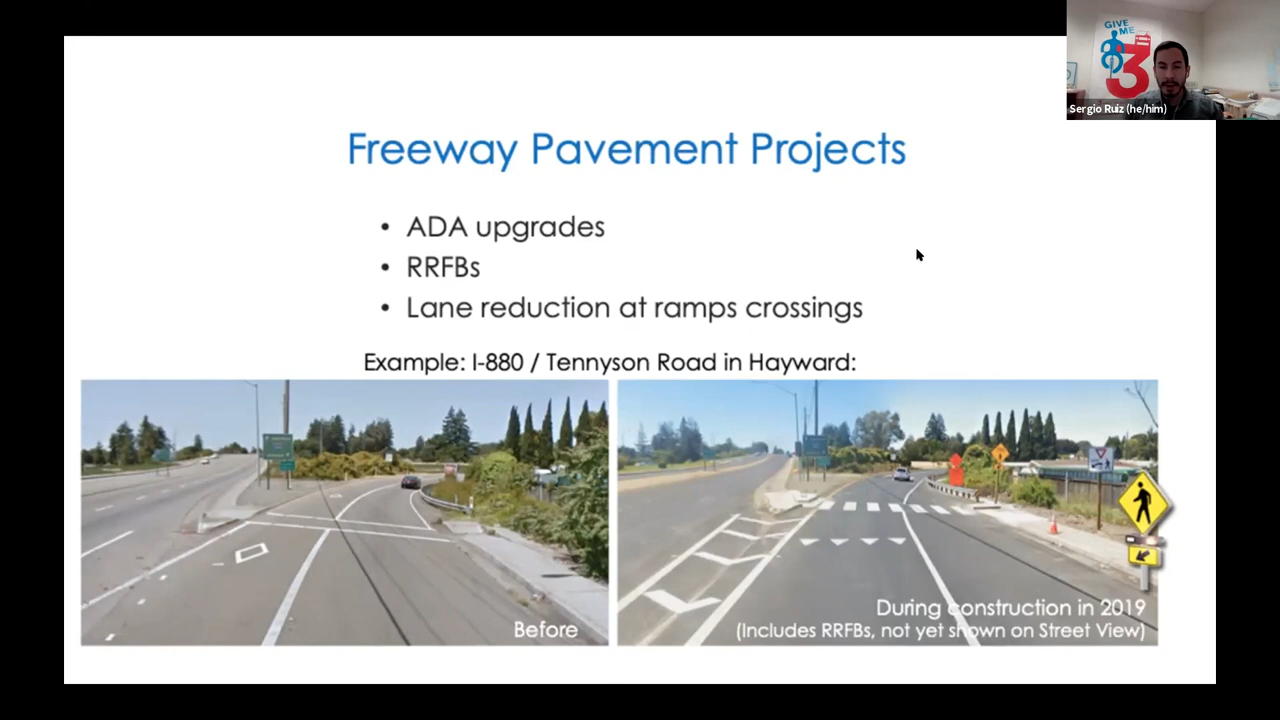 GIVE
ME
3
Sergio Ruiz (he/him)
Freeway Pavement Projects
• ADA upgrades
• RRFBs
• Lane reduction at ramps crossings
Example: I-880 / Tennyson Road in Hayward:
Before
During construction in 2019
(Includes RRFBs, not yet shown on Street View)